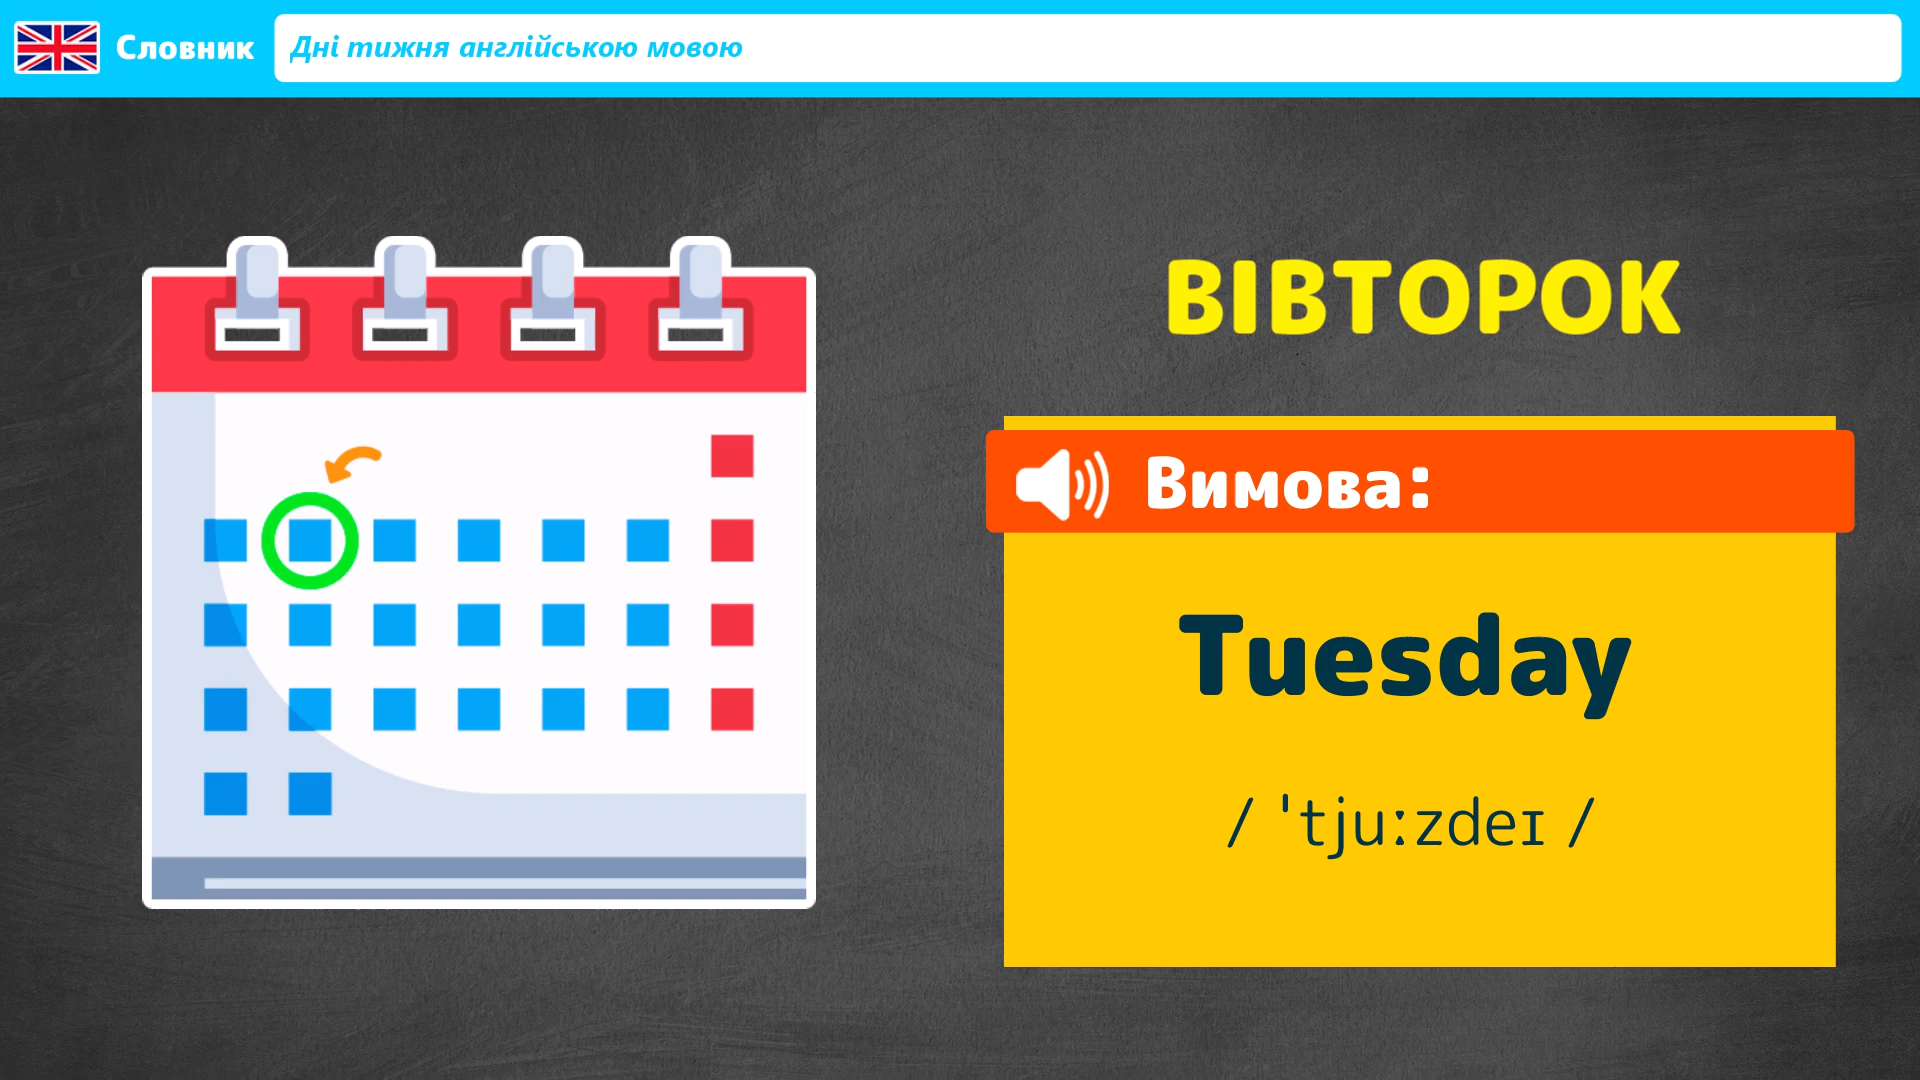 Словник
Дні тижня англійською мовою
ВІВТОРОК
Вимова:
Tuesday
/ ˈtjuːzdeɪ /